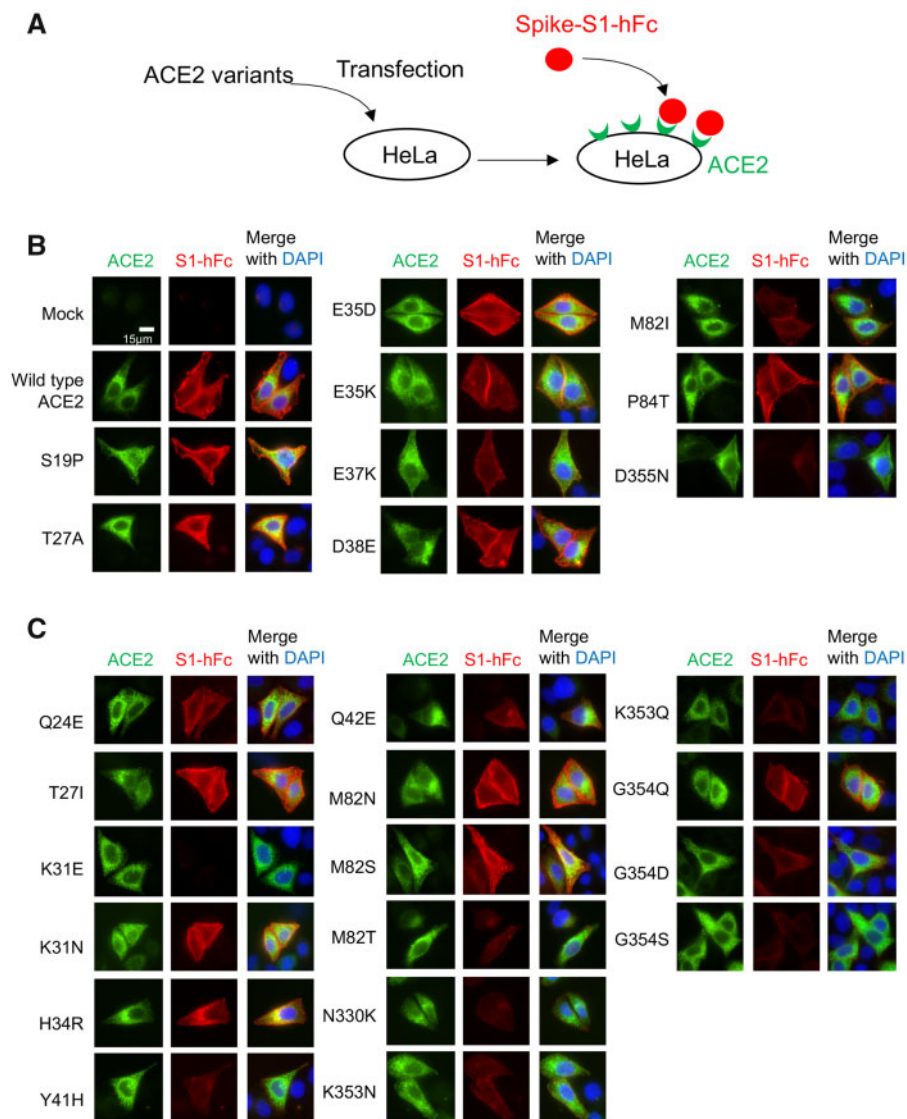 A
Spike-S1-hFc
ACE2 variants
Transfection
HeLa
HeLa
ACE2
B
ACE2 S1-hFc Merge with DAPI
Mock
15μm
Wild type ACE2
S19P
T27A
ACE2 S1-hFc Merge with DAPI
E35D
E35K
E37K
D38E
ACE2 S1-hFc Merge with DAPI
M82I
P84T
D355N
C
ACE2 S1-hFc Merge with DAPI
Q24E
T27I
K31E
K31N
H34R
Y41H
ACE2 S1-hFc Merge with DAPI
Q42E
M82N
M82S
M82T
N330K
K353N
ACE2 S1-hFc Merge with DAPI
K353Q
G354Q
G354D
G354S